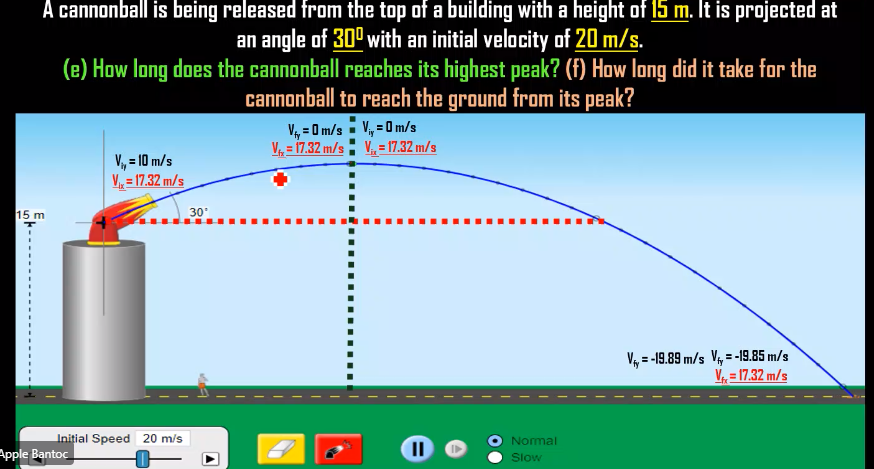 A cannonball is being released from the top of a building with a height of 15 m. It is projected at
an angle of 30⁰ with an initial velocity of 20 m/s.
(e) How long does the cannonball reaches its highest peak? (f) How long did it take for the
cannonball to reach the ground from its peak?
Vfy = 0 m/s Viy = 0 m/s
Vfx = 17.32 m/s Vix = 17.32 m/s
Viy = 10 m/s
Vix = 17.32 m/s
15 m
30°
Vfy = -19.89 m/s Vfy = -19.85 m/s
Vfx = 17.32 m/s
Initial Speed 20 m/s
Apple Bantoc
Normal
Slow